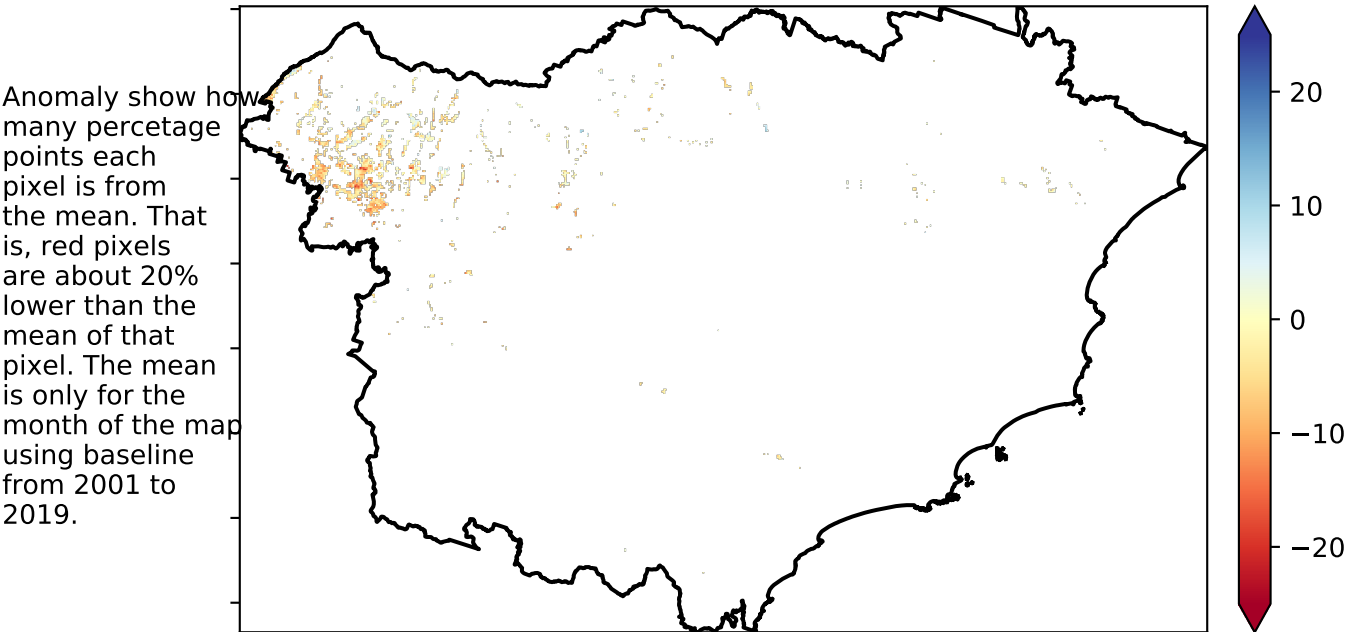 Anomaly show how
many percetage
points each
pixel is from
the mean. That
is, red pixels
are about 20%
lower than the
mean of that
pixel. The mean
is only for the
month of the map
using baseline
from 2001 to
2019.
20
10
0
−10
−20